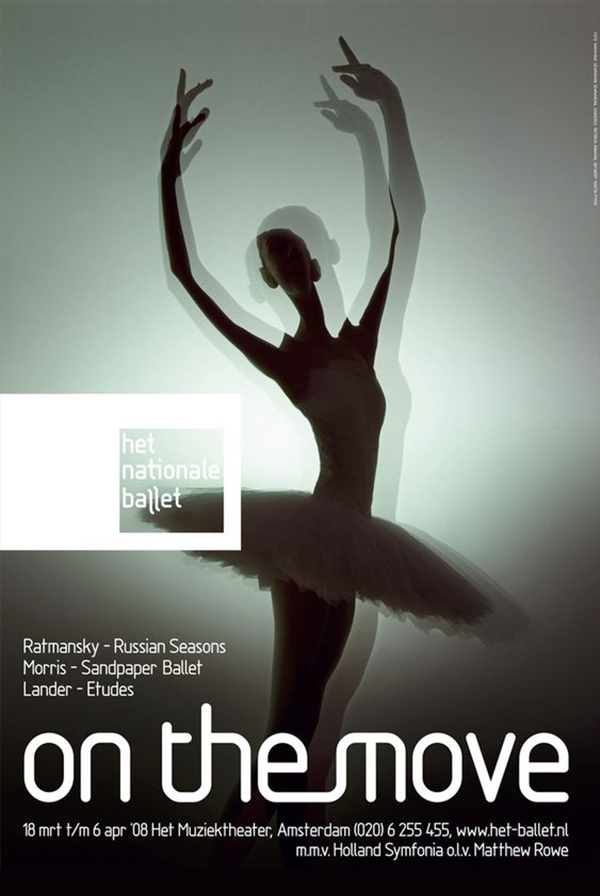 het
nationale
ballet
Ratmansky - Russian Seasons
Morris - Sandpaper Ballet
Lander - Etudes
on the move
18 mrt t/m 6 apr '08 Het Muziektheater, Amsterdam (020) 6 255 455, www.het-ballet.nl
m.m.v. Holland Symfonia o.l.v. Matthew Rowe